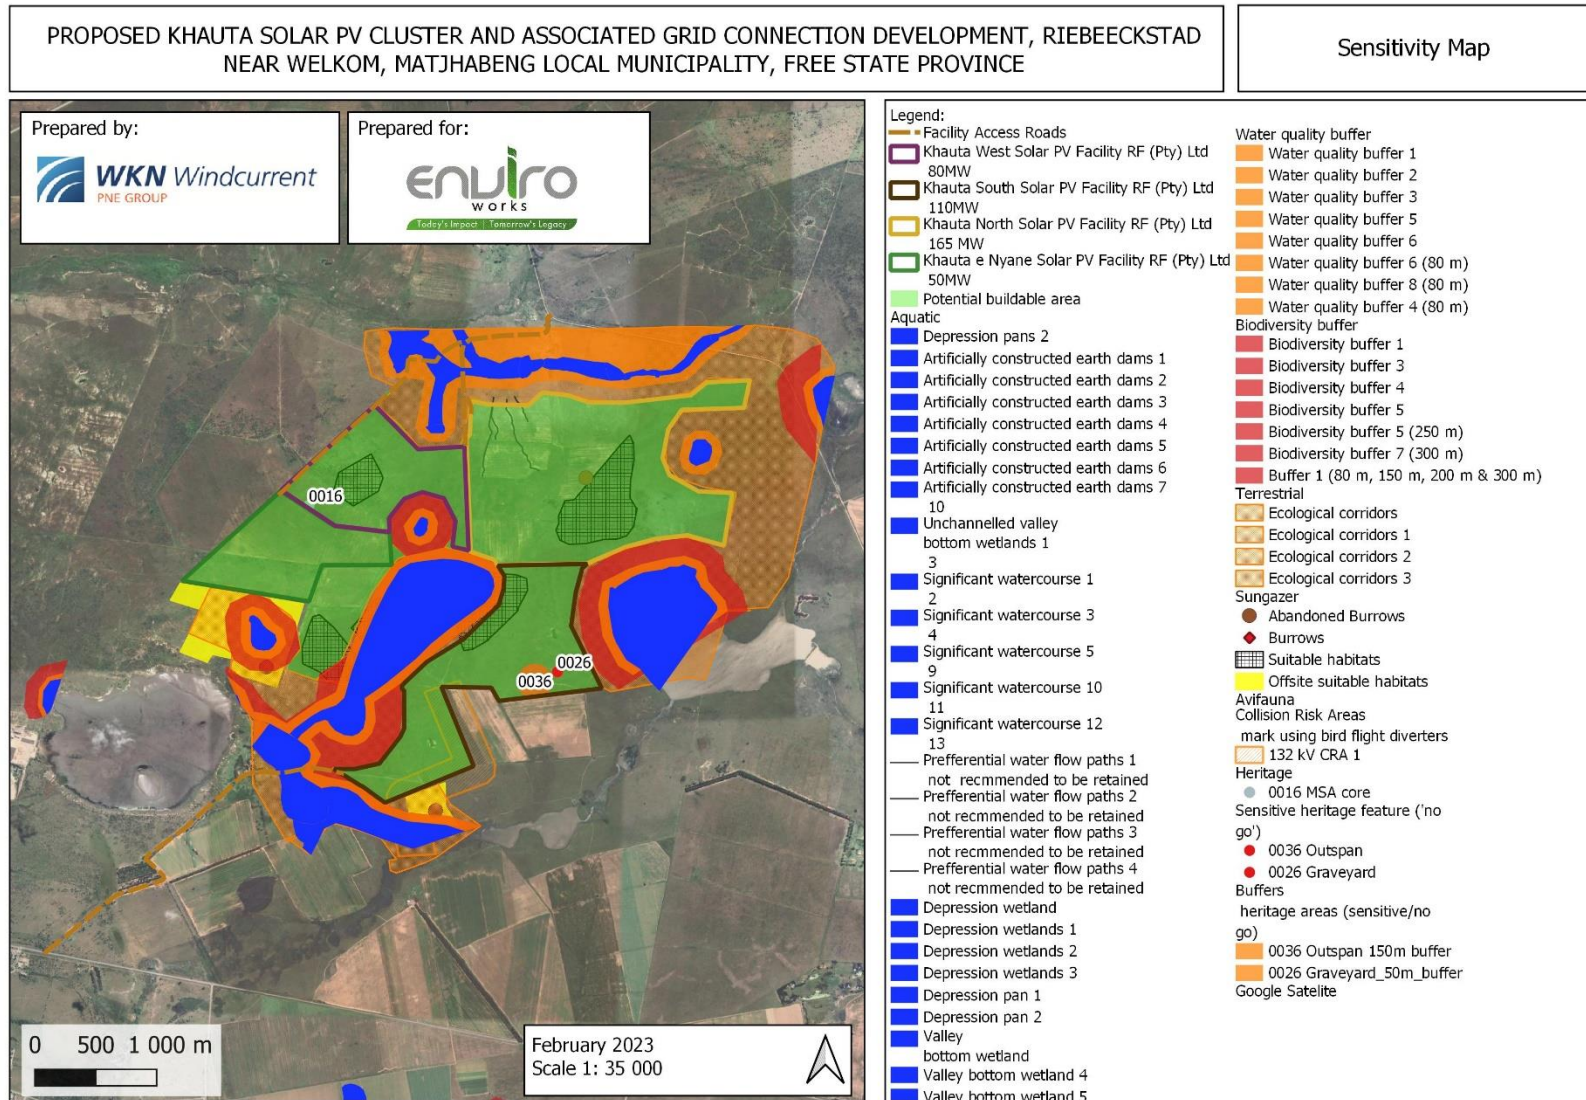 PROPOSED KHAUTA SOLAR PV CLUSTER AND ASSOCIATED GRID CONNECTION DEVELOPMENT, RIEBEECKSTAD
NEAR WELKOM, MATJHABENG LOCAL MUNICIPALITY, FREE STATE PROVINCE
Sensitivity Map
Prepared by:
WKN Windcurrent
PNE GROUP
Prepared for:
enviro
works
Today's Impact | Tomorrow's Legacy
0016
0026
0036
0 500 1 000 m
February 2023
Scale 1: 35 000
Legend:
Facility Access Roads
Khauta West Solar PV Facility RF (Pty) Ltd
80MW
Khauta South Solar PV Facility RF (Pty) Ltd
110MW
Khauta North Solar PV Facility RF (Pty) Ltd
165 MW
Khauta e Nyane Solar PV Facility RF (Pty) Ltd
50MW
Potential buildable area
Aquatic
Depression pans 2
Artificially constructed earth dams 1
Artificially constructed earth dams 2
Artificially constructed earth dams 3
Artificially constructed earth dams 4
Artificially constructed earth dams 5
Artificially constructed earth dams 6
Artificially constructed earth dams 7
10
Unchannelled valley
bottom wetlands 1
3
Significant watercourse 1
2
Significant watercourse 3
4
Significant watercourse 5
9
Significant watercourse 10
11
Significant watercourse 12
13
Prefferential water flow paths 1
not recmmended to be retained
Prefferential water flow paths 2
not recmmended to be retained
Prefferential water flow paths 3
not recmmended to be retained
Prefferential water flow paths 4
not recmmended to be retained
Depression wetland
Depression wetlands 1
Depression wetlands 2
Depression wetlands 3
Depression pan 1
Depression pan 2
Valley
bottom wetland
Valley bottom wetland 4
Valley bottom wetland 5
Water quality buffer
Water quality buffer 1
Water quality buffer 2
Water quality buffer 3
Water quality buffer 5
Water quality buffer 6
Water quality buffer 6 (80 m)
Water quality buffer 8 (80 m)
Water quality buffer 4 (80 m)
Biodiversity buffer
Biodiversity buffer 1
Biodiversity buffer 3
Biodiversity buffer 4
Biodiversity buffer 5
Biodiversity buffer 5 (250 m)
Biodiversity buffer 7 (300 m)
Buffer 1 (80 m, 150 m, 200 m & 300 m)
Terrestrial
Ecological corridors
Ecological corridors 1
Ecological corridors 2
Ecological corridors 3
Sungazer
Abandoned Burrows
Burrows
Suitable habitats
Offsite suitable habitats
Avifauna
Collision Risk Areas
mark using bird flight diverters
132 kV CRA 1
Heritage
0016 MSA core
Sensitive heritage feature ('no
go')
0036 Outspan
0026 Graveyard
Buffers
heritage areas (sensitive/no
go)
0036 Outspan 150m buffer
0026 Graveyard_50m_buffer
Google Satelite